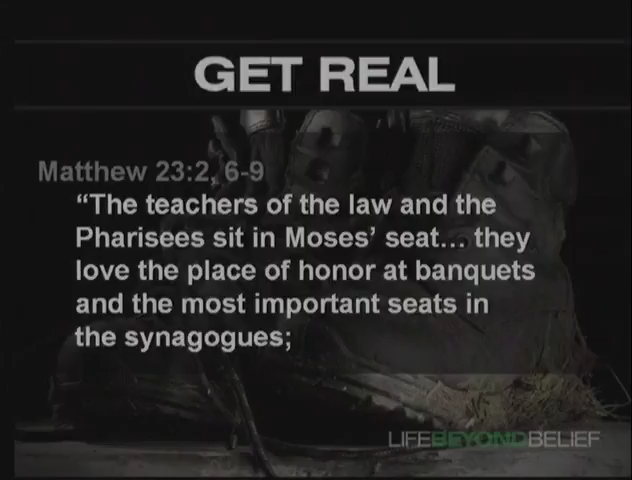 GET REAL
Matthew 23:2, 6-9
“The teachers of the law and the
Pharisees sit in Moses’ seat... they
love the place of honor at banquets
and the most important seats in
the synagogues;
LIFEBEYONDBELIEF